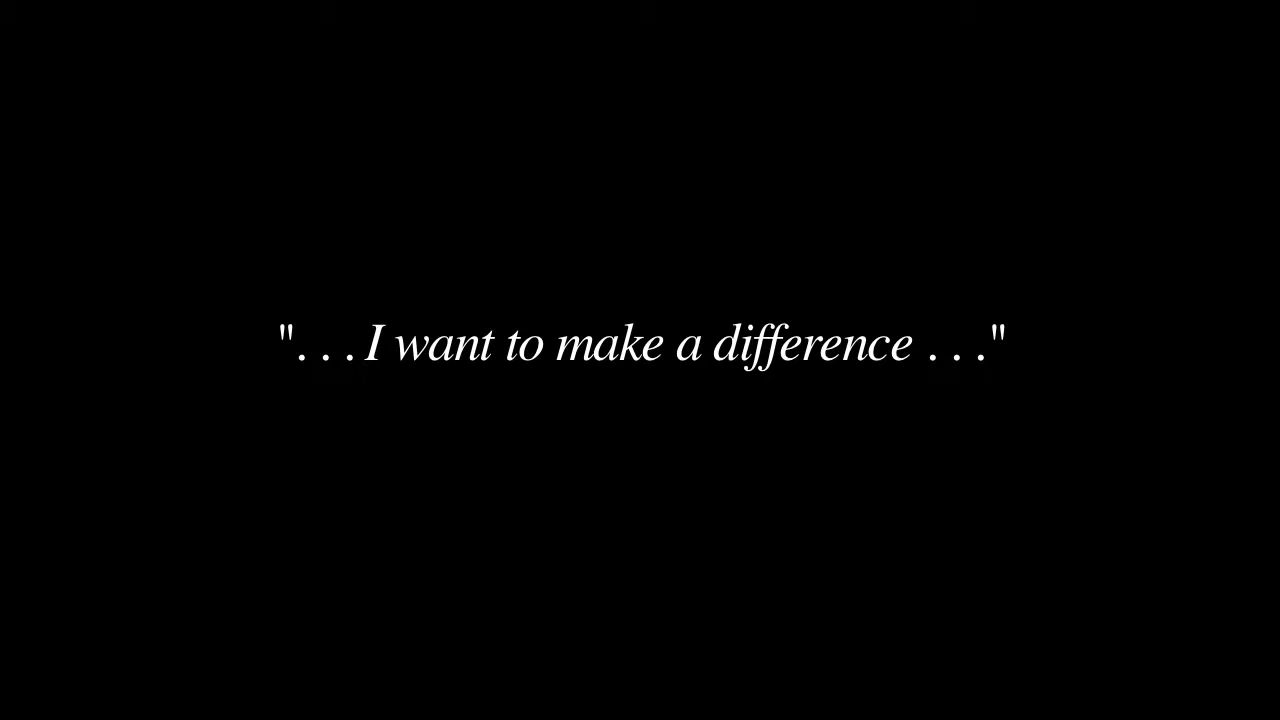 ". . . I want to make a difference . . ."